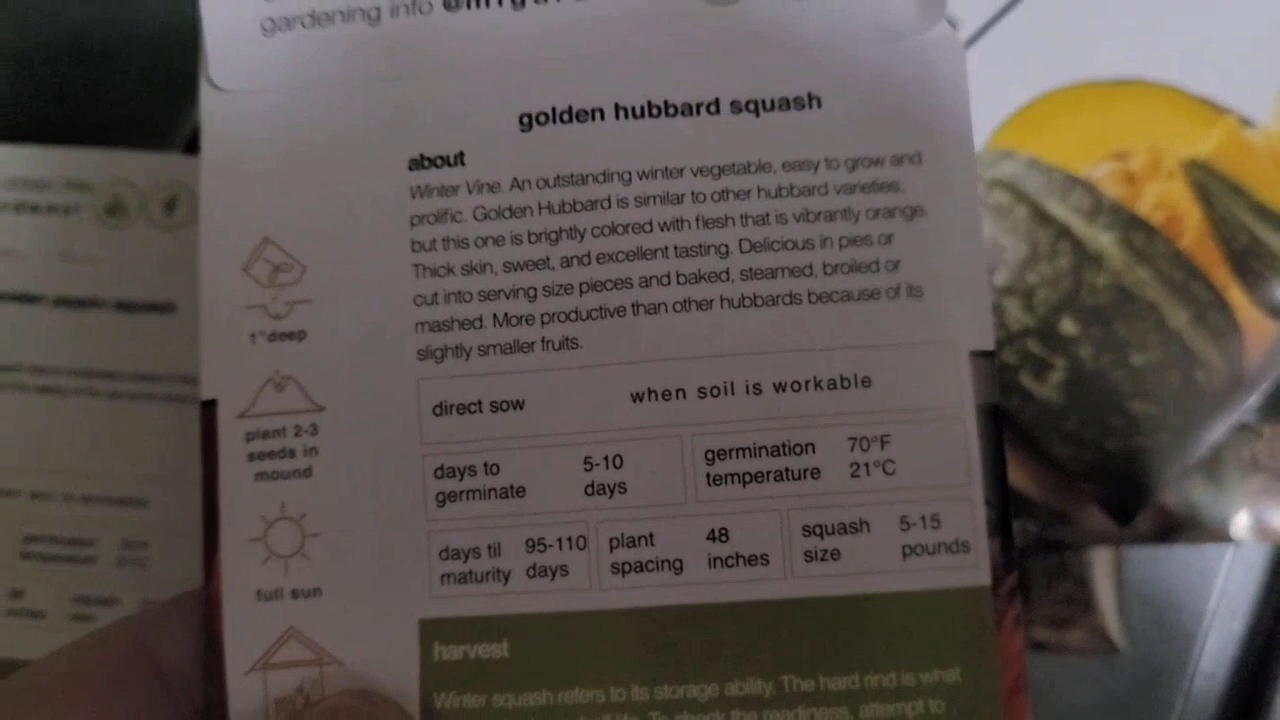 gardening info
golden hubbard squash
about
Winter Vine. An outstanding winter vegetable, easy to grow and
prolific. Golden Hubbard is similar to other hubbard varieties,
but this one is brightly colored with flesh that is vibrantly orange.
Thick skin, sweet, and excellent tasting. Delicious in pies or
cut into serving size pieces and baked, steamed, broiled or
mashed. More productive than other hubbards because of its
slightly smaller fruits.
1" deep
plant 2-3
seeds in
mound
full sun
direct sow when soil is workable
days to
germinate
5-10
days
germination
temperature
70°F
21°C
days til
maturity
95-110
days
plant
spacing
48
inches
squash
size
5-15
pounds
harvest
Winter squash refers to its storage ability. The hard rind is what
To check the readiness, attempt to